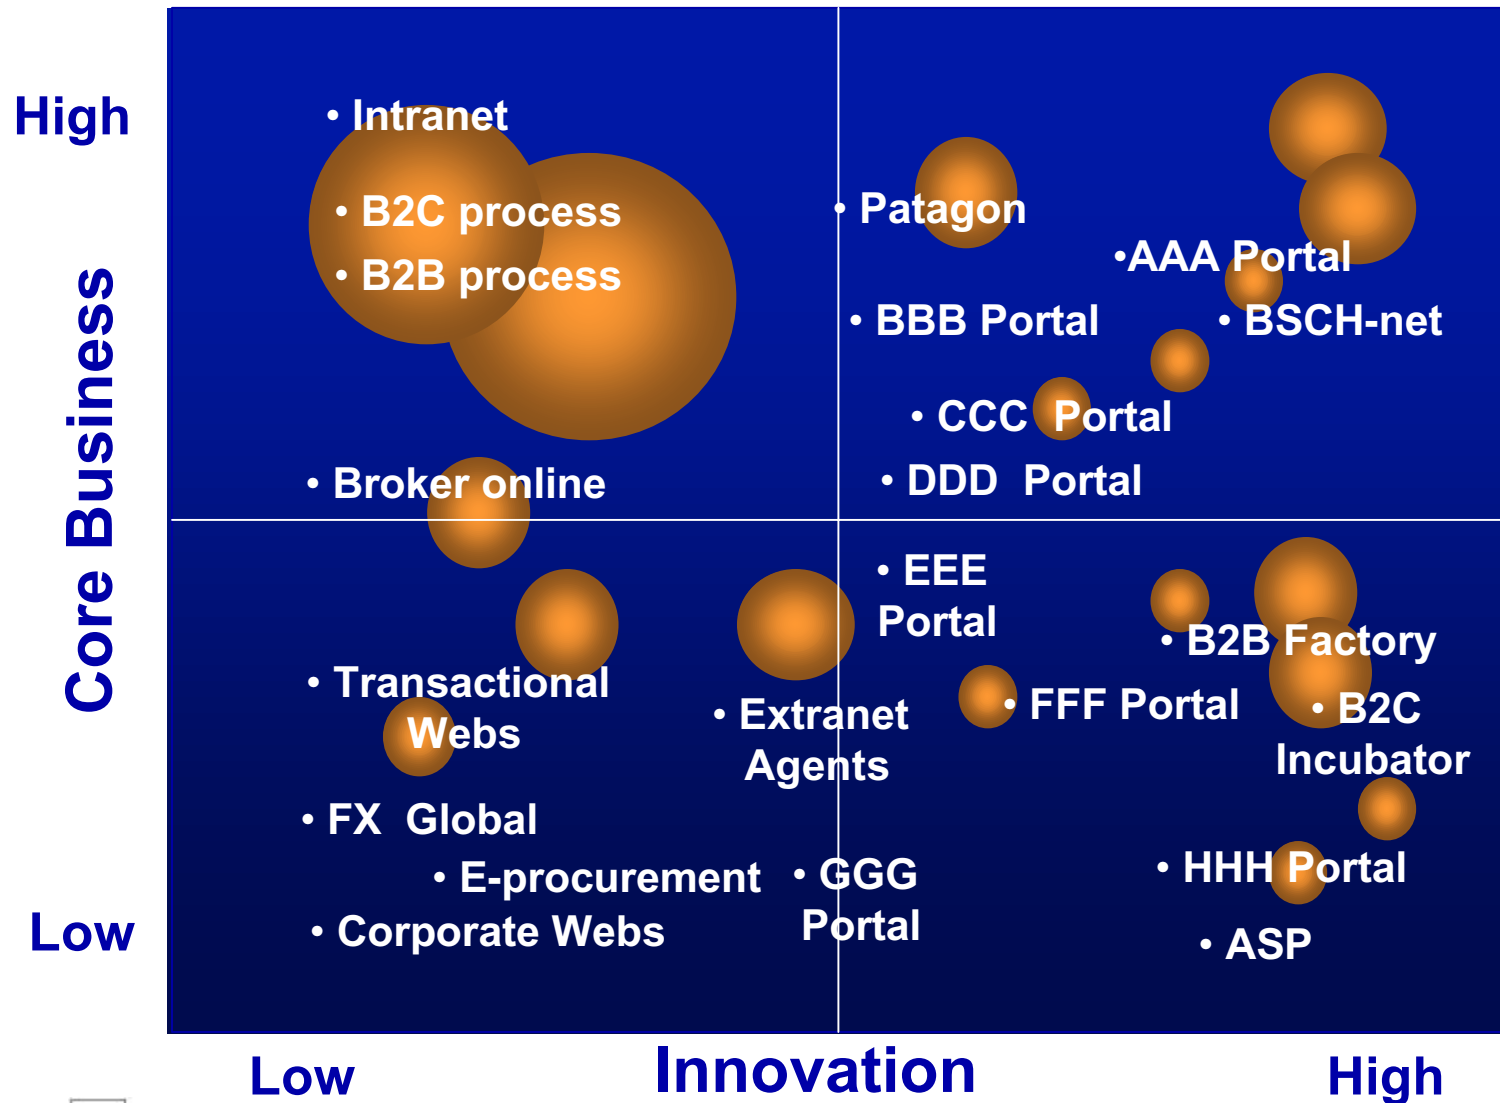 High
• Intranet
• B2C process
• Patagon
•AAA Portal
• B2B process
• BBB Portal
• BSCH-net
• CCC  Portal
• Broker online
• DDD  Portal
Core Business
• EEE
Portal
• B2B Factory
• Transactional
Webs
• Extranet
Agents
• FFF Portal
• B2C
Incubator
• FX  Global
• E-procurement
• GGG
Portal
• HHH Portal
• Corporate Webs
• ASP
Low
Low
Innovation
High